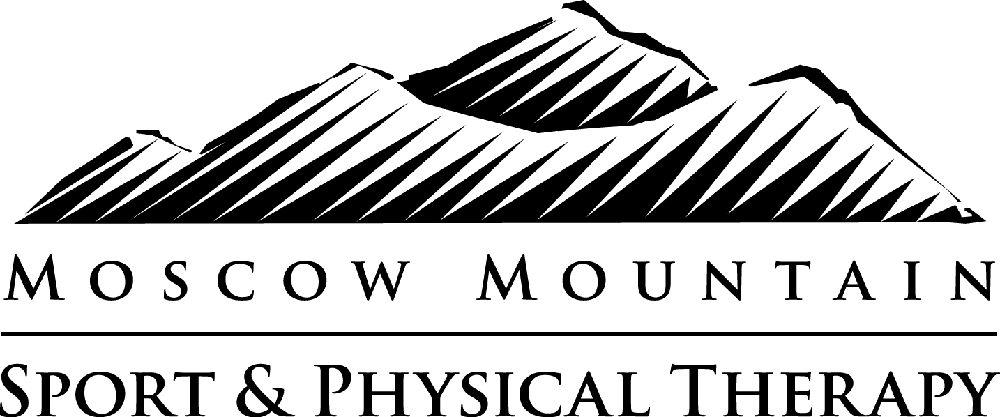 MOSCOW MOUNTAIN
SPORT & PHYSICAL THERAPY